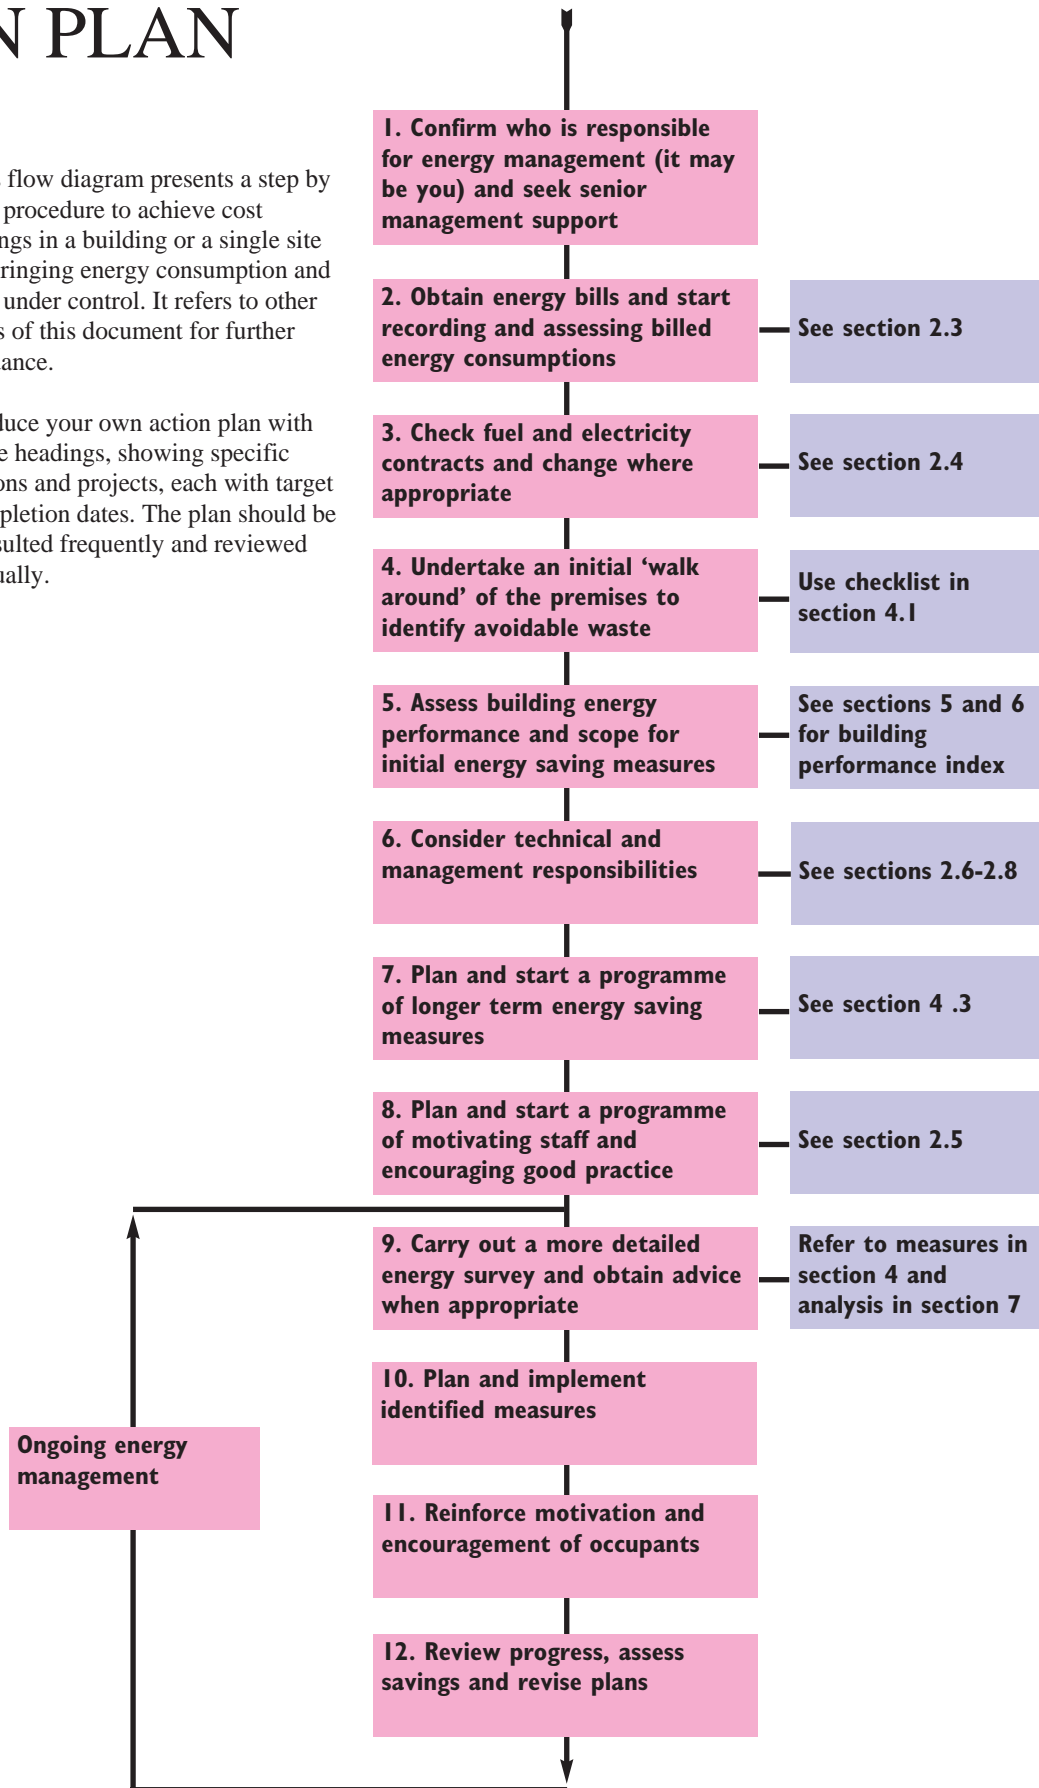 N PLAN
flow diagram presents a step by
procedure to achieve cost
ngs in a building or a single site
ringing energy consumption and
under control. It refers to other
s of this document for further
ance.
duce your own action plan with
e headings, showing specific
ons and projects, each with target
pletion dates. The plan should be
sulted frequently and reviewed
ually.
1. Confirm who is responsible
for energy management (it may
be you) and seek senior
management support
2. Obtain energy bills and start
recording and assessing billed
energy consumptions
See section 2.3
3. Check fuel and electricity
contracts and change where
appropriate
See section 2.4
4. Undertake an initial ‘walk
around’ of the premises to
identify avoidable waste
Use checklist in
section 4.1
5. Assess building energy
performance and scope for
initial energy saving measures
See sections 5 and 6
for building
performance index
6. Consider technical and
management responsibilities
See sections 2.6-2.8
7. Plan and start a programme
of longer term energy saving
measures
See section 4 .3
8. Plan and start a programme
of motivating staff and
encouraging good practice
See section 2.5
9. Carry out a more detailed
energy survey and obtain advice
when appropriate
Refer to measures in
section 4 and
analysis in section 7
10. Plan and implement
identified measures
Ongoing energy
management
11. Reinforce motivation and
encouragement of occupants
12. Review progress, assess
savings and revise plans